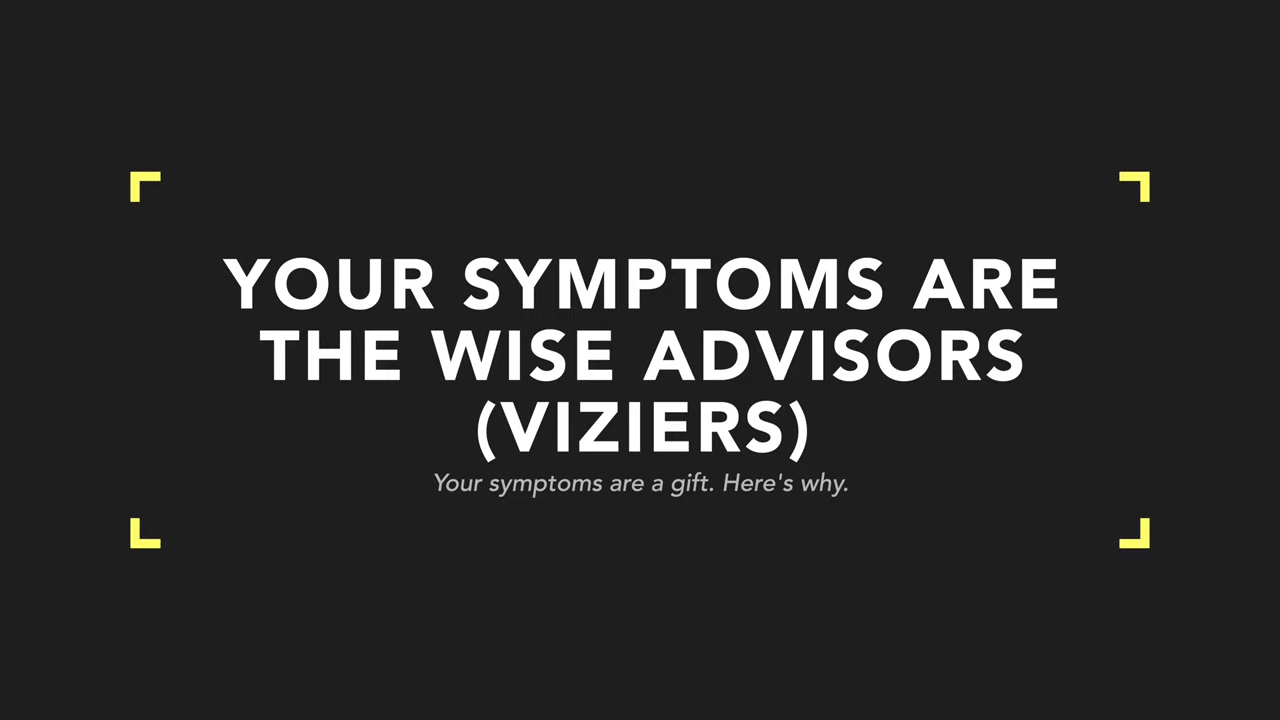 YOUR SYMPTOMS ARE
THE WISE ADVISORS
(VIZIERS)
Your symptoms are a gift. Here's why.